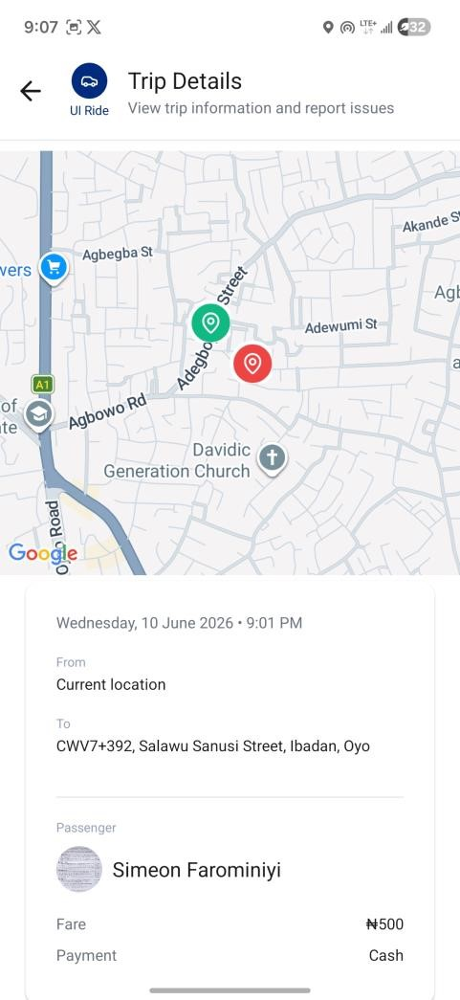 9:07
LTE+
32
Trip Details
UI Ride
View trip information and report issues
Akande St
Agbegba St
wers
Street
Agb
Adewumi St
Adegbo
A1
a
of
te
Agbowo Rd
Davidic
Generation Church
Road
Google
Wednesday, 10 June 2026 • 9:01 PM
From
Current location
To
CWV7+392, Salawu Sanusi Street, Ibadan, Oyo
Passenger
Simeon Farominiyi
Fare
₦500
Payment
Cash